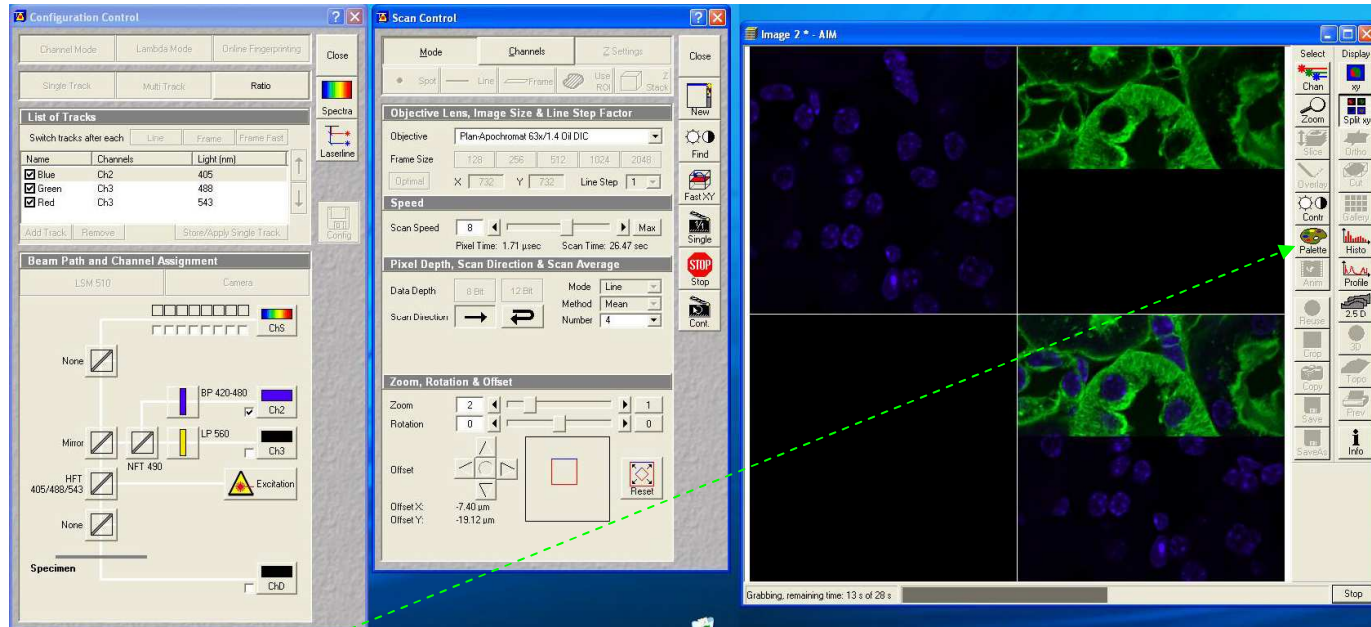 Configuration Control
Channel Mode Lambda Mode Online Fingerprinting
Close
Single Track Multi Track Ratio
Spectra
List of Tracks
Switch tracks after each Line Frame Frame Fast
Laserline
Name Channels Light (nm)
Blue Ch2 405
Green Ch3 488
Red Ch3 543
Add Track Remove Store/Apply Single Track
Config
Beam Path and Channel Assignment
LSM 510 Camera
ChS
None
BP 420-480
Ch2
Mirror
LP 560
Ch3
NFT 490
HFT
405/488/543
Excitation
None
Specimen
ChD
Scan Control
Mode Channels Z Settings
Close
Spot Line Frame Use ROI Z Stack
New
Objective Lens, Image Size & Line Step Factor
Objective Plan-Apochromat 63x/1.4 Oil DIC
Find
Frame Size 128 256 512 1024 2048
Optimal X 732 Y 732 Line Step 1
Fast XY
Speed
Scan Speed 8 Max
Single
Pixel Time: 1.71 µsec Scan Time: 26.47 sec
Pixel Depth, Scan Direction & Scan Average
STOP
Stop
Data Depth 8 Bit 12 Bit Mode Line
Method Mean
Scan Direction Number 4
Cont.
Zoom, Rotation & Offset
Zoom 2 1
Rotation 0 0
Offset
Reset
Offset X: -7.40 µm
Offset Y: -19.12 µm
Image 2 * - AIM
Select Display
Chan xy
Zoom Split xy
Slice Ortho
Overlay Cut
Contr Gallery
Palette Histo
Anim Profile
2.5 D
Reuse 3D
Crop Topo
Copy Prev
Save Info
SaveAs
Grabbing, remaining time: 13 s of 28 s
Stop